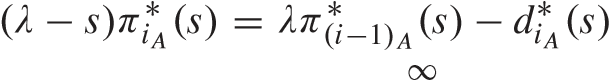 (λ − s)π*_{i_A}(s) = λπ*_{(i−1)_A}(s) − d*_{i_A}(s)
∞